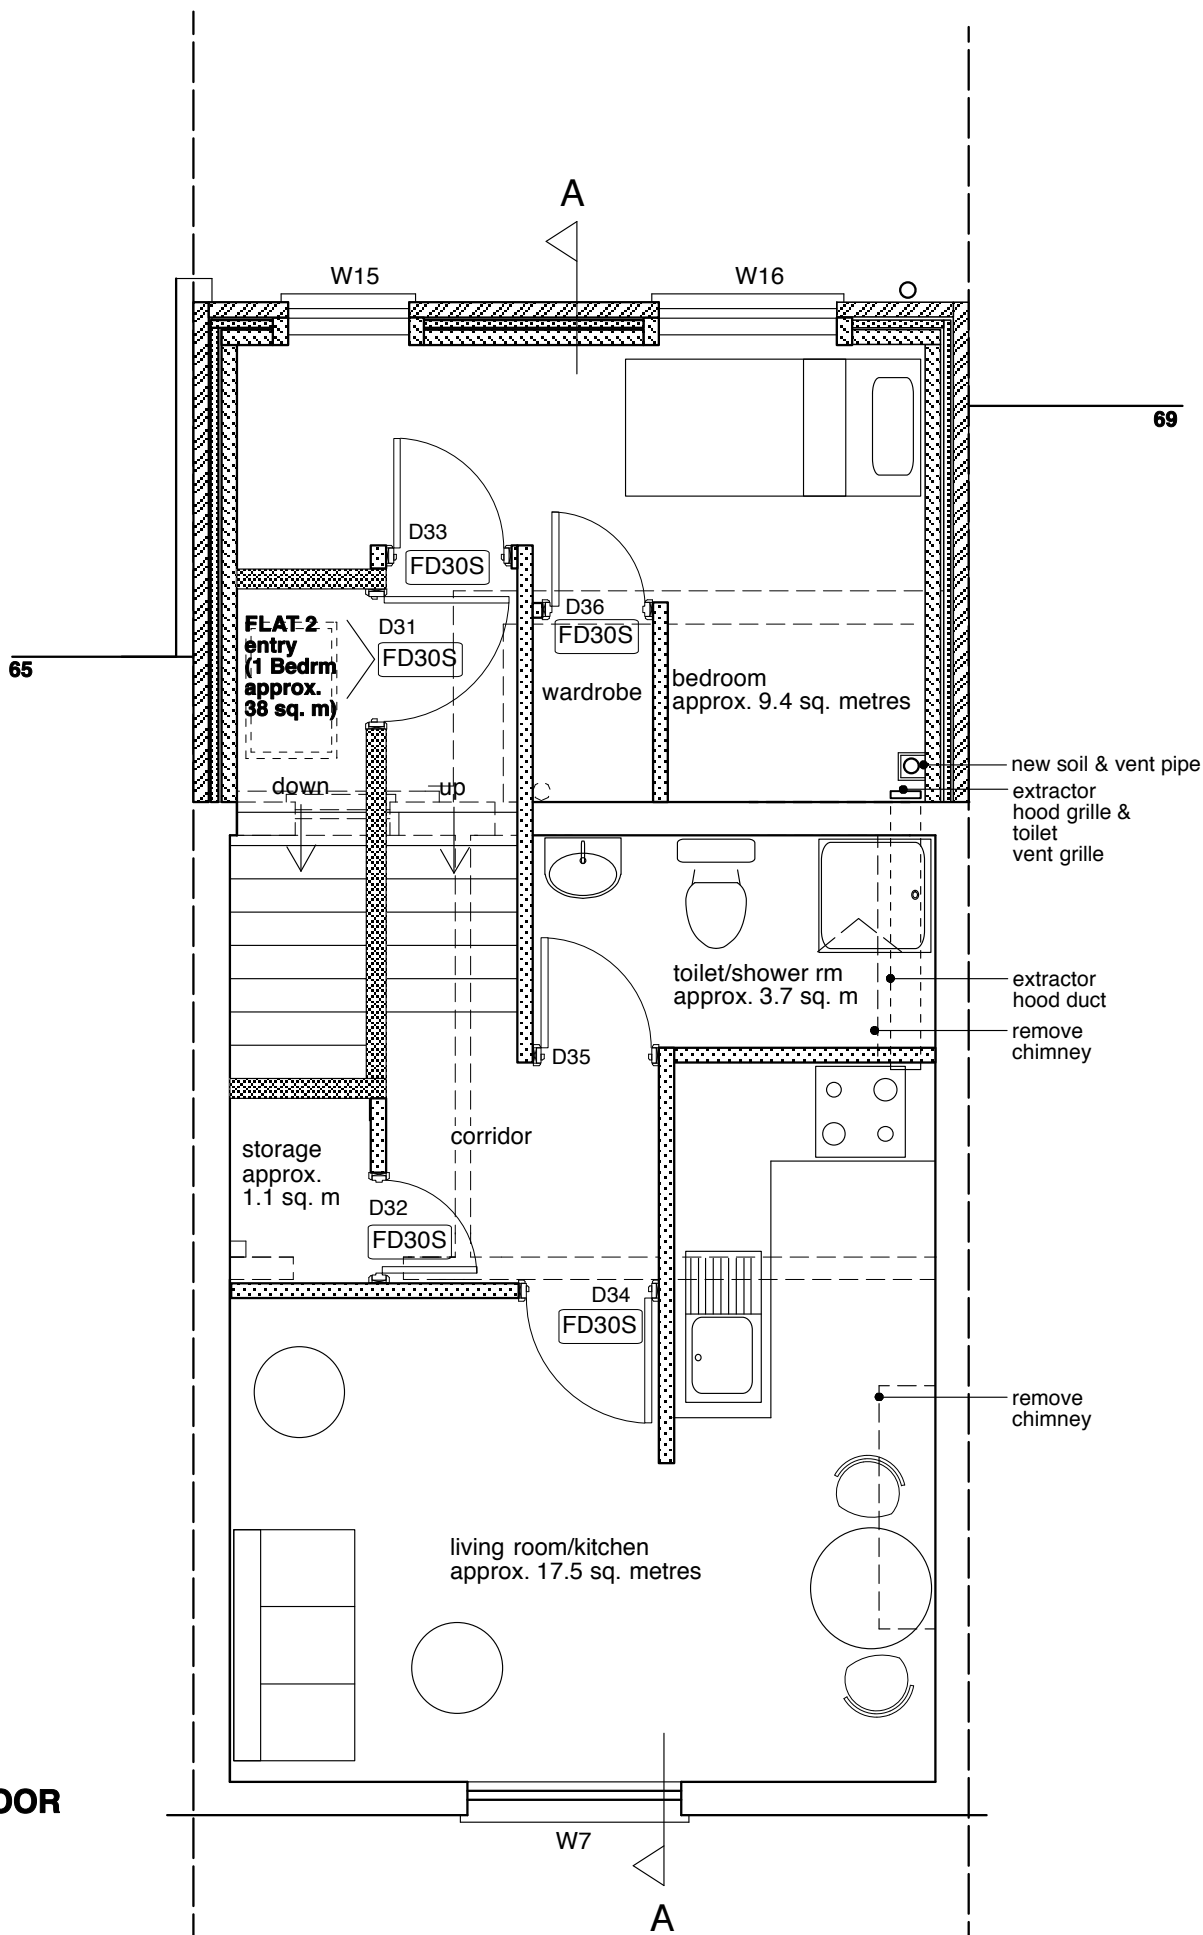 A
W15
W16
69
D33
FD30S
D36
FD30S
FLAT 2
entry
(1 Bedrm
approx.
38 sq. m)
D31
FD30S
65
wardrobe
bedroom
approx. 9.4 sq. metres
down
up
new soil & vent pipe
extractor
hood grille &
toilet
vent grille
toilet/shower rm
approx. 3.7 sq. m
extractor
hood duct
remove
chimney
D35
storage
approx.
1.1 sq. m
corridor
D32
FD30S
D34
FD30S
remove
chimney
living room/kitchen
approx. 17.5 sq. metres
OOR
W7
A